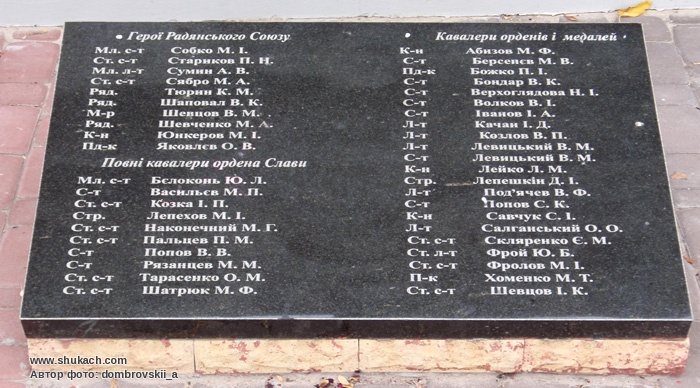 Герої Радянського Союзу
Мл. с-т Собко М. І.
Ст. с-т Стариков П. Н.
Мл. л-т Сумин А. В.
Ст. с-т Сябро М. А.
Ряд. Тюрин К. М.
Ряд. Шаповал В. К.
М-р Шевцов В. М.
Ряд. Шевченко М. А.
К-н Юнкеров М. І.
Пд-к Яковлєв О. В.
Повні кавалери ордена Слави
Мл. с-т Бєлоконь Ю. Л.
С-т Васильєв М. П.
Ст. с-т Козка І. П.
Стр. Лепехов М. І.
Ст. с-т Наконечний М. Г.
Ст. с-т Пальцев П. М.
С-т Попов В. В.
С-т Рязанцев М. М.
Ст. с-т Тарасенко О. М.
Ст. с-т Шатрюк М. Ф.
Кавалери орденів і медалей
К-н Абизов М. Ф.
С-т Берсенєв М. В.
Пд-к Божко П. І.
С-т Бондар В. К.
С-т Верхоглядова Н. І.
С-т Волков В. І.
С-т Іванов І. А.
Л-т Качан І. Д.
Л-т Козлов В. П.
Л-т Левицький В. М.
С-т Левицький В. М.
К-н Лейко Л. М.
Стр. Лепешкін Д. І.
Л-т Под'ячев В. Ф.
С-т Попов С. К.
К-н Савчук С. І.
Л-т Салганський О. О.
Ст. с-т Скляренко Є. М.
Ст. л-т Фрой Ю. Б.
Ст. с-т Фролов М. І.
П-к Хоменко М. Т.
Ст. с-т Шевцов І. К.
www.shukach.com
Автор фото: dombrovskii_a